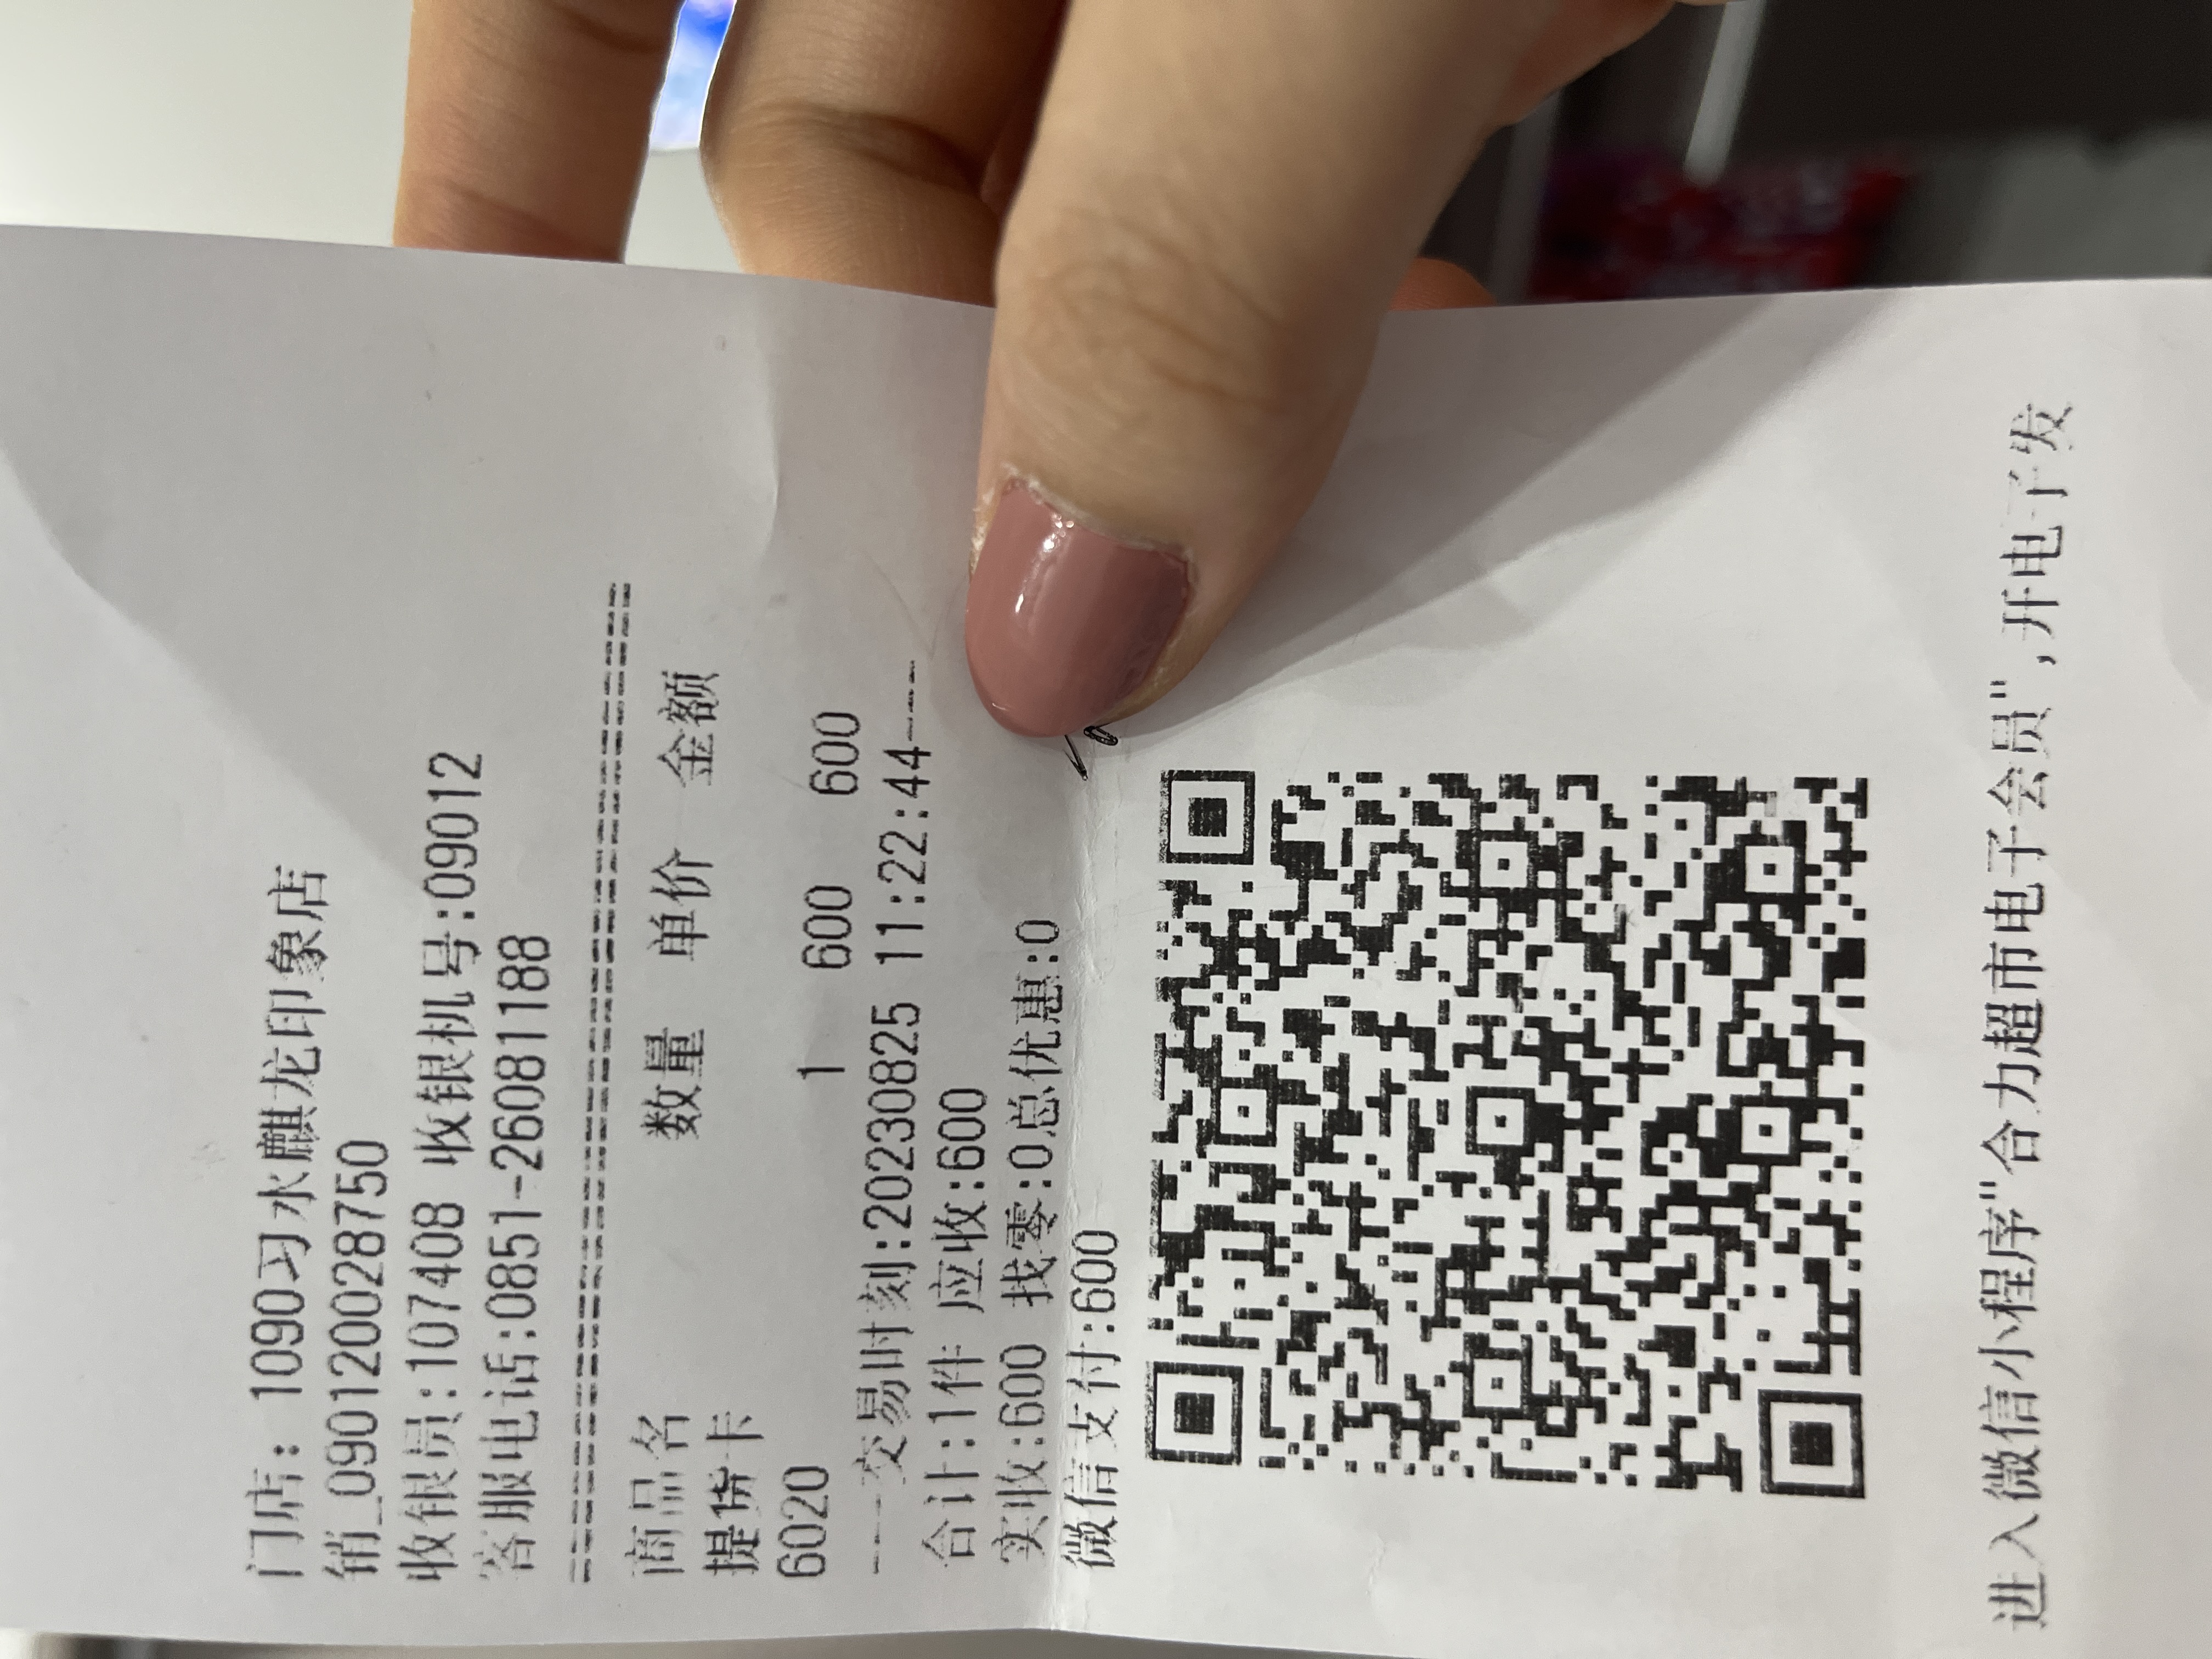 门店: 1090习水麒龙印象店
销_090120028750
收银员:107408 收银机号:09012
客服电话:0851-26081188
================================
商品名 数量 单价 金额
提货卡
6020 1 600 600
----交易时刻:20230825 11:22:44----
合计:1件 应收:600
实收:600 找零:0总优惠:0
微信支付:600
进入微信小程序"合力超市电子会员",开电子发